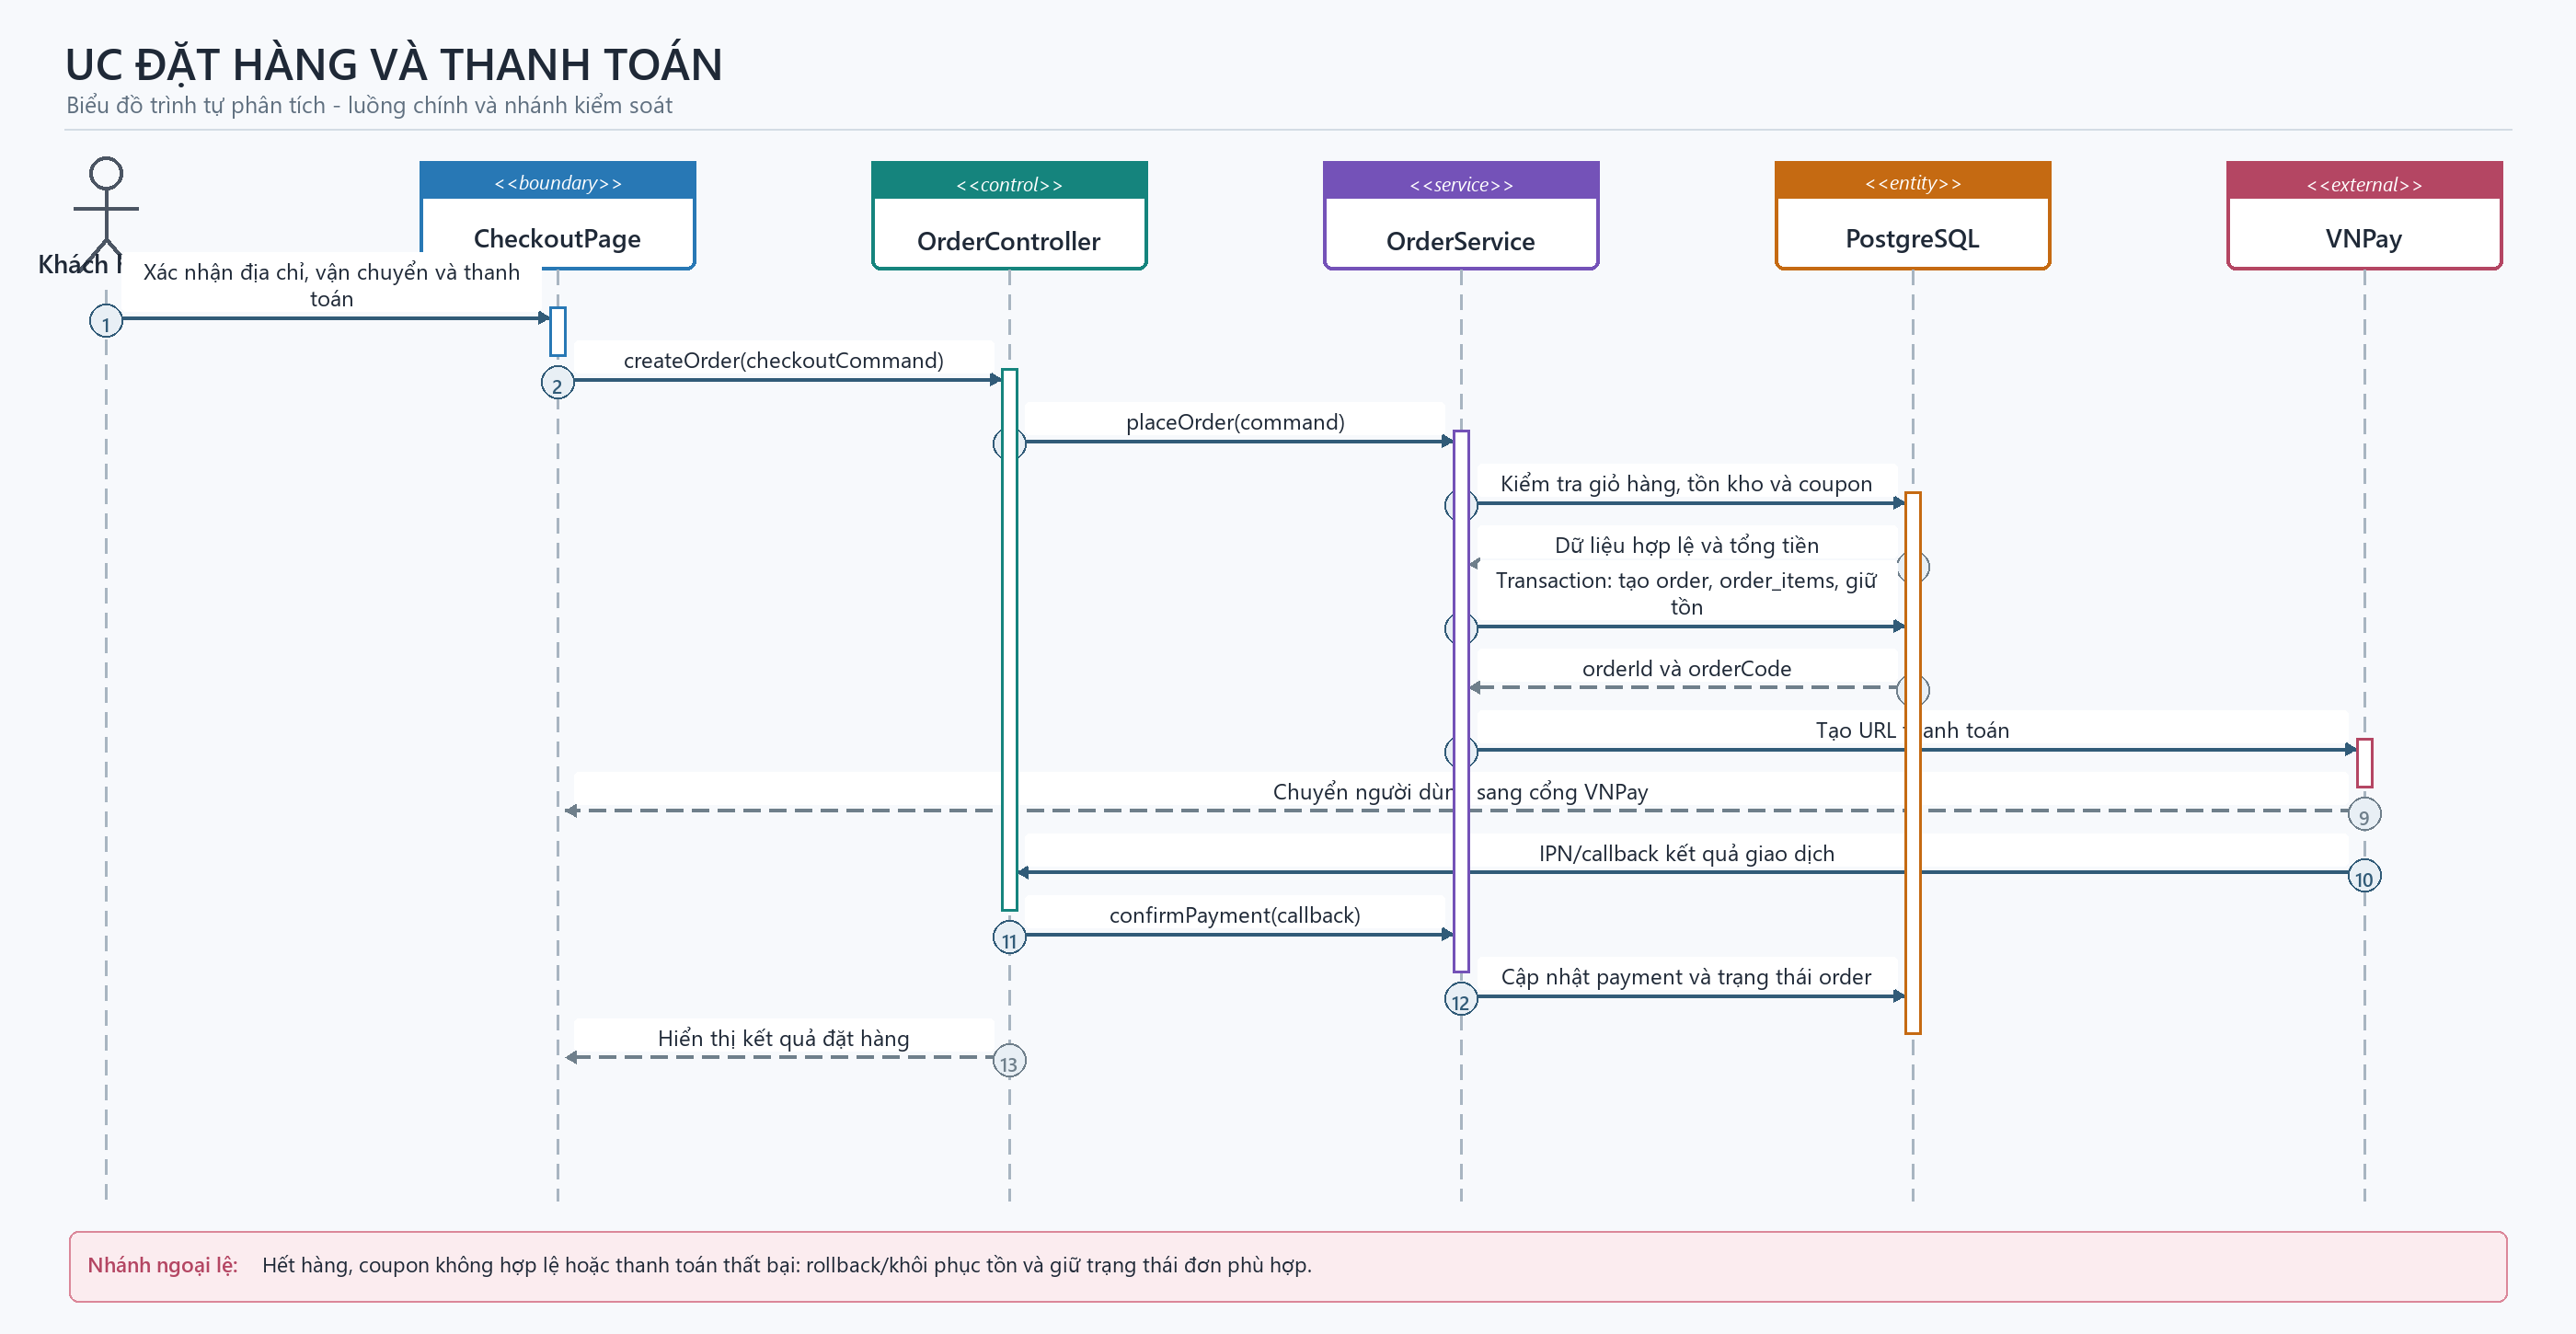 UC ĐẶT HÀNG VÀ THANH TOÁN
Biểu đồ trình tự phân tích - luồng chính và nhánh kiểm soát
<<boundary>>
CheckoutPage
<<control>>
OrderController
<<service>>
OrderService
<<entity>>
PostgreSQL
<<external>>
VNPay
Khách
Xác nhận địa chỉ, vận chuyển và thanh
toán
1
createOrder(checkoutCommand)
2
placeOrder(command)
Kiểm tra giỏ hàng, tồn kho và coupon
Dữ liệu hợp lệ và tổng tiền
Transaction: tạo order, order_items, giữ
tồn
orderId và orderCode
Tạo URL thanh toán
Chuyển người dùng sang cổng VNPay
9
IPN/callback kết quả giao dịch
10
confirmPayment(callback)
11
Cập nhật payment và trạng thái order
12
Hiển thị kết quả đặt hàng
13
Nhánh ngoại lệ: Hết hàng, coupon không hợp lệ hoặc thanh toán thất bại: rollback/khôi phục tồn và giữ trạng thái đơn phù hợp.